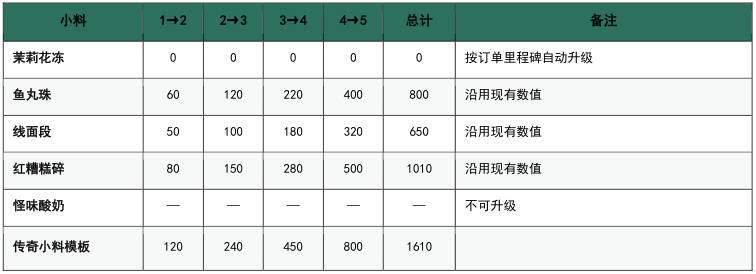 小料 1→2 2→3 3→4 4→5 总计 备注
茉莉花冻 0 0 0 0 0 按订单里程碑自动升级
鱼丸珠 60 120 220 400 800 沿用现有数值
线面段 50 100 180 320 650 沿用现有数值
红糟糕碎 80 150 280 500 1010 沿用现有数值
怪味酸奶 — — — — — 不可升级
传奇小料模板 120 240 450 800 1610